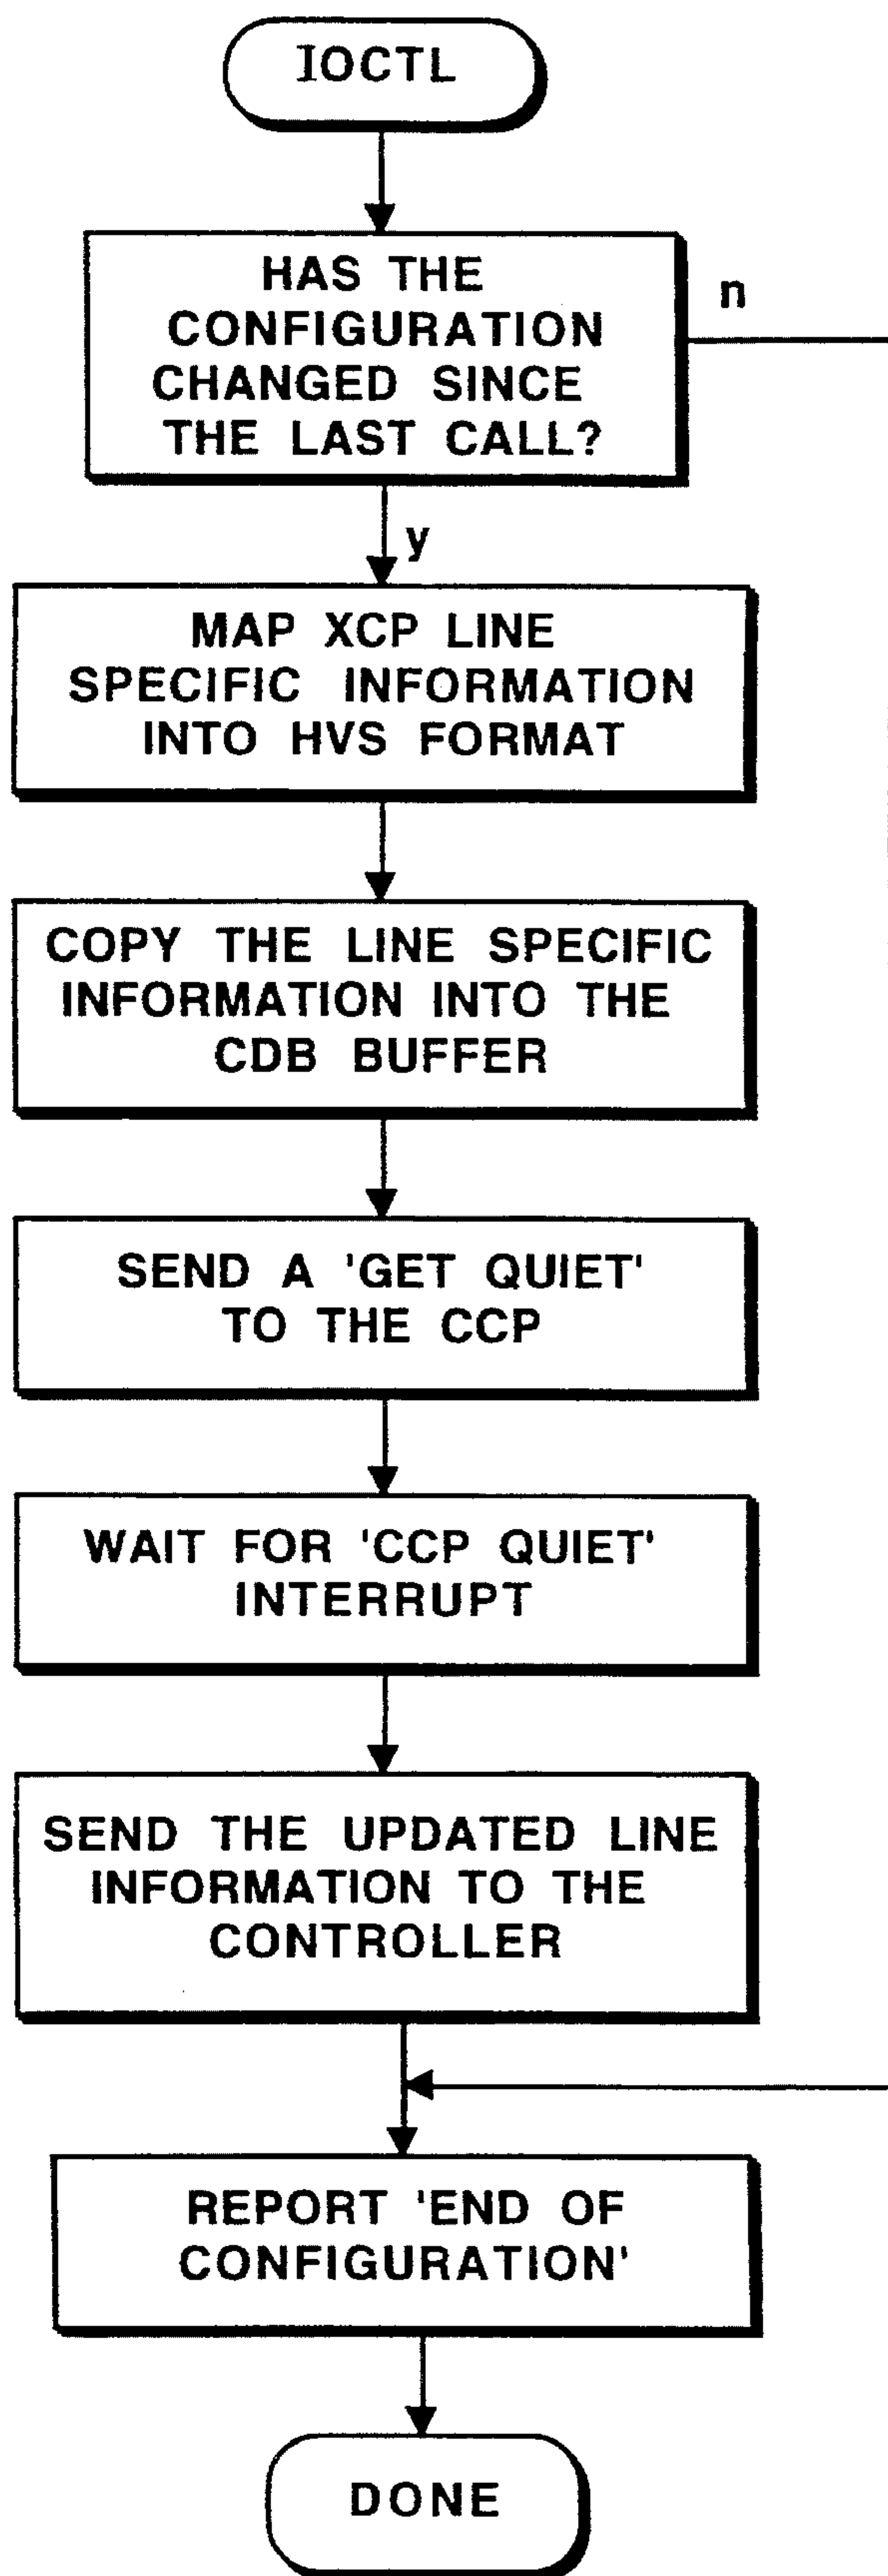 IOCTL
HAS THE
CONFIGURATION
CHANGED SINCE
THE LAST CALL?
n
y
MAP XCP LINE
SPECIFIC INFORMATION
INTO HVS FORMAT
COPY THE LINE SPECIFIC
INFORMATION INTO THE
CDB BUFFER
SEND A 'GET QUIET'
TO THE CCP
WAIT FOR 'CCP QUIET'
INTERRUPT
SEND THE UPDATED LINE
INFORMATION TO THE
CONTROLLER
REPORT 'END OF
CONFIGURATION'
DONE